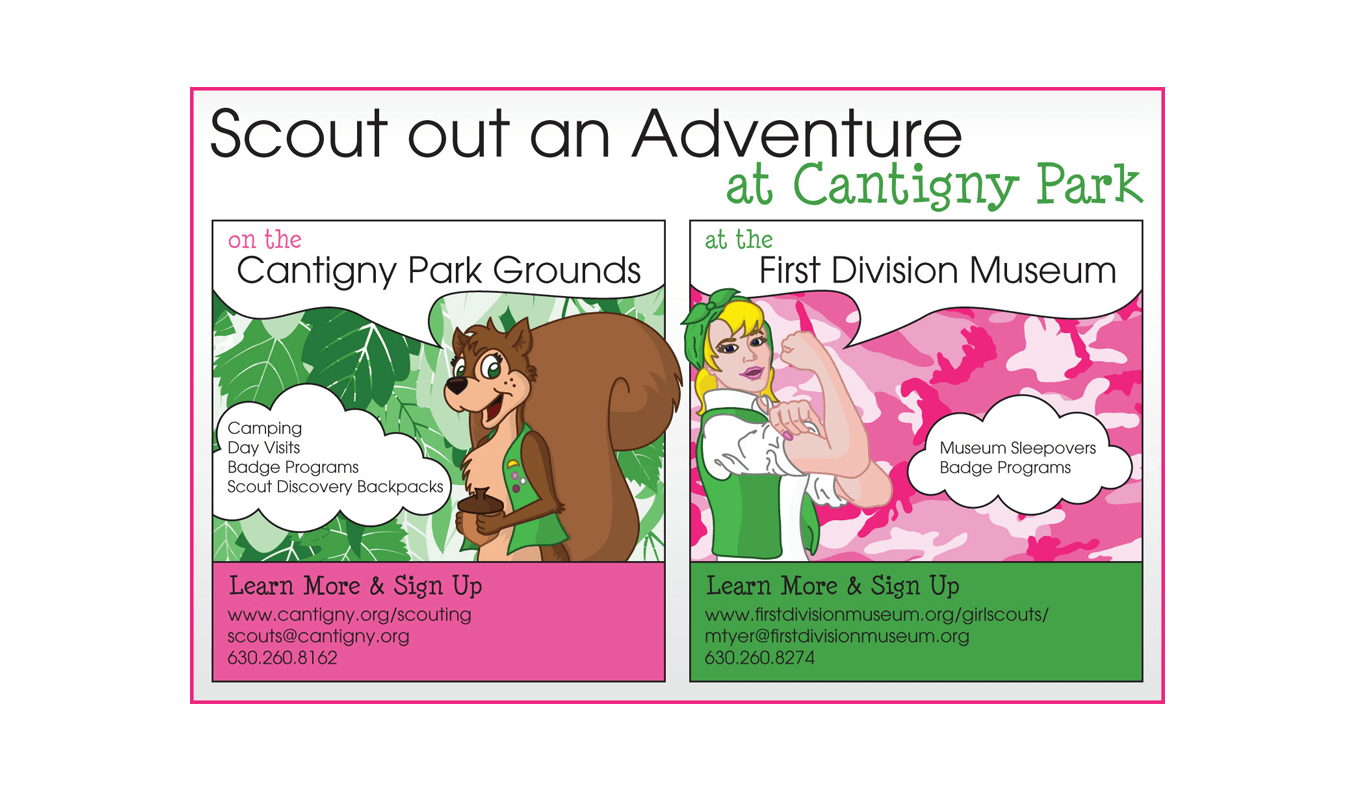 Scout out an Adventure
at Cantigny Park
on the
Cantigny Park Grounds
Camping
Day Visits
Badge Programs
Scout Discovery Backpacks
Learn More & Sign Up
www.cantigny.org/scouting
scouts@cantigny.org
630.260.8162
at the
First Division Museum
Museum Sleepovers
Badge Programs
Learn More & Sign Up
www.firstdivisionmuseum.org/girlscouts/
mtyer@firstdivisionmuseum.org
630.260.8274